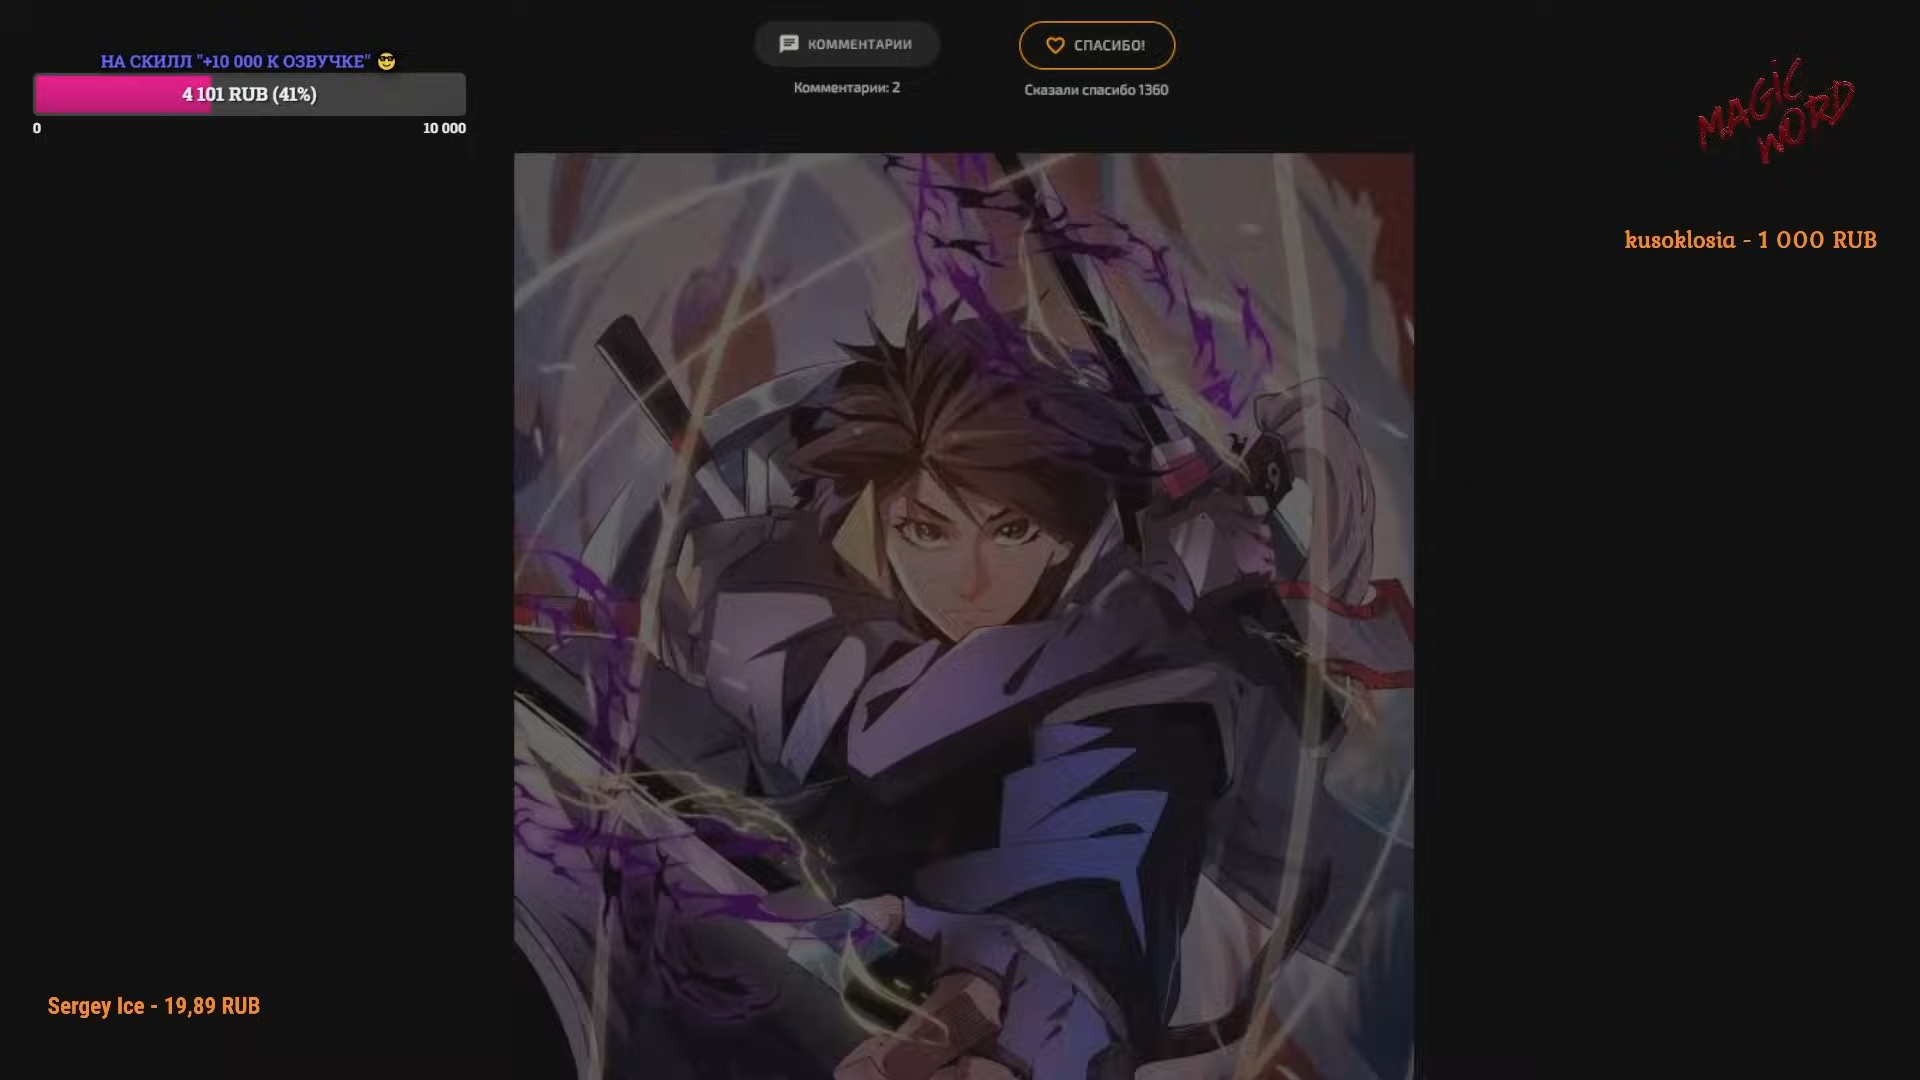 НА СКИЛЛ "+10 000 К ОЗВУЧКЕ" 😎
4 101 RUB (41%)
0
10 000
КОММЕНТАРИИ
Комментарии: 2
СПАСИБО!
Сказали спасибо 1360
MAGIC
WORD
kusoklosia - 1 000 RUB
Sergey Ice - 19,89 RUB